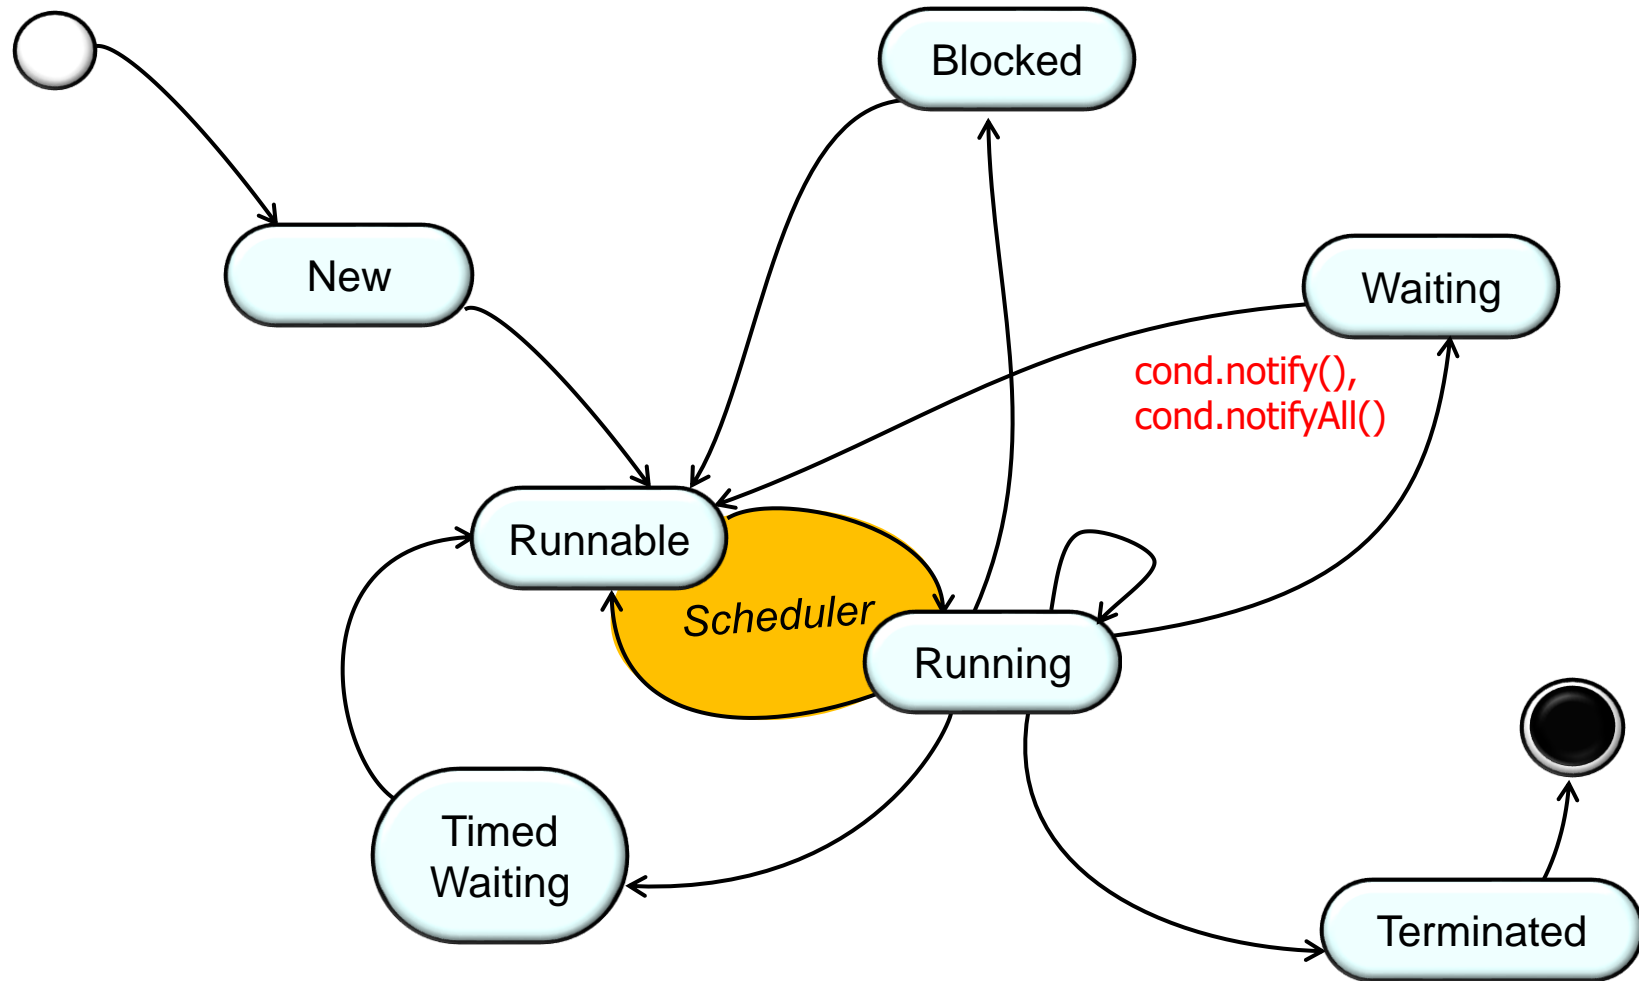 Blocked
New
Waiting
cond.notify(),
cond.notifyAll()
Runnable
Scheduler
Running
Timed
Waiting
Terminated